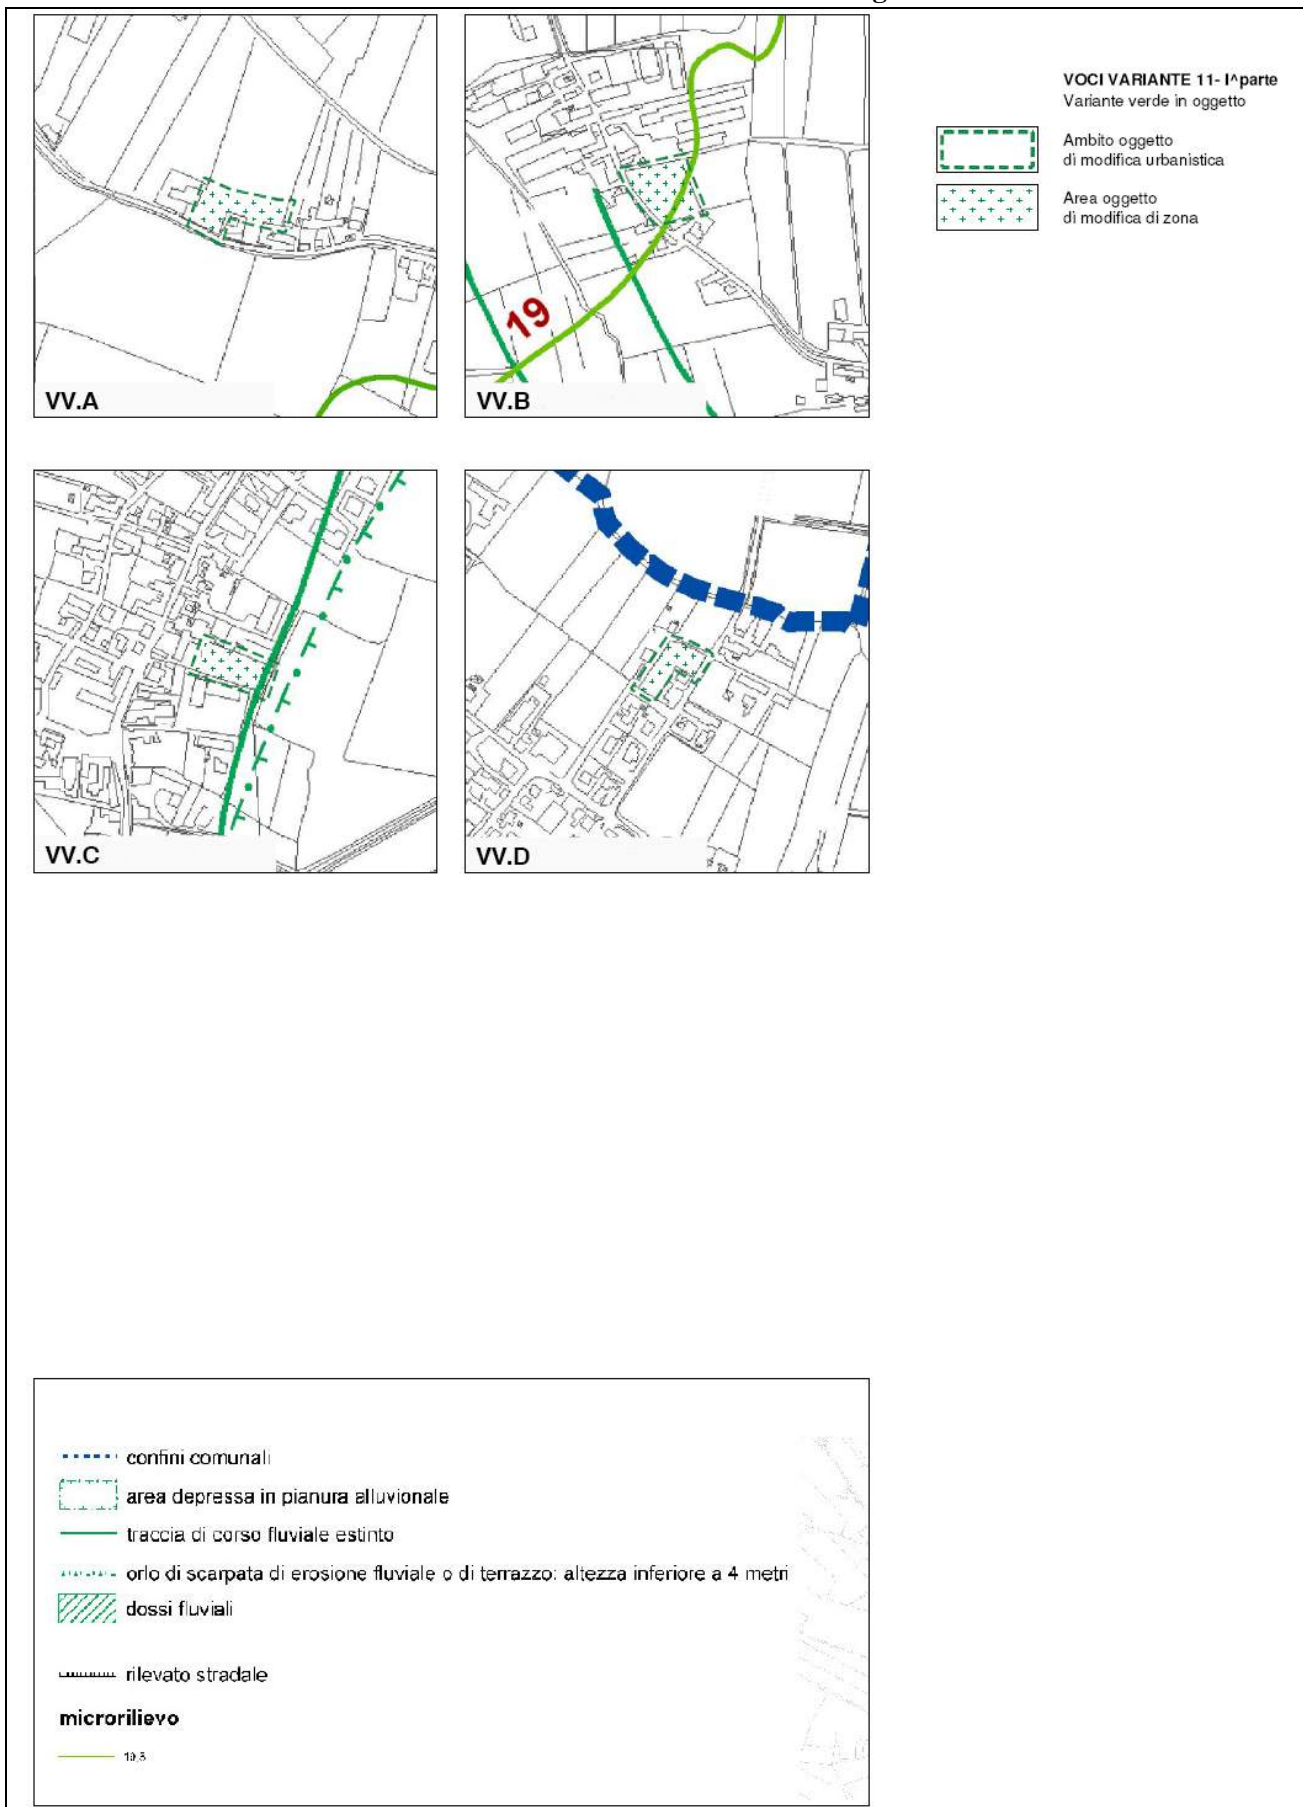 VOCI VARIANTE 11- I^parte
Variante verde in oggetto
Ambito oggetto
di modifica urbanistica
Area oggetto
di modifica di zona
VV.A
19
VV.B
VV.C
VV.D
confini comunali
area depressa in pianura alluvionale
traccia di corso fluviale estinto
orlo di scarpata di erosione fluviale o di terrazzo: altezza inferiore a 4 metri
dossi fluviali
rilevato stradale
microrilievo